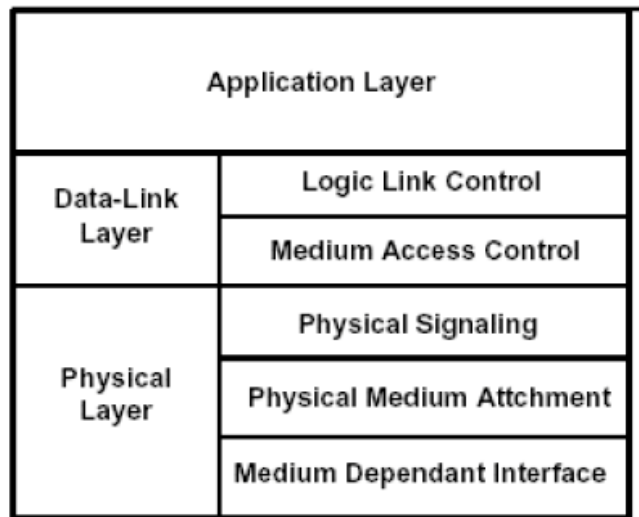 Application Layer
Data-Link
Layer
Logic Link Control
Medium Access Control
Physical
Layer
Physical Signaling
Physical Medium Attchment
Medium Dependant Interface